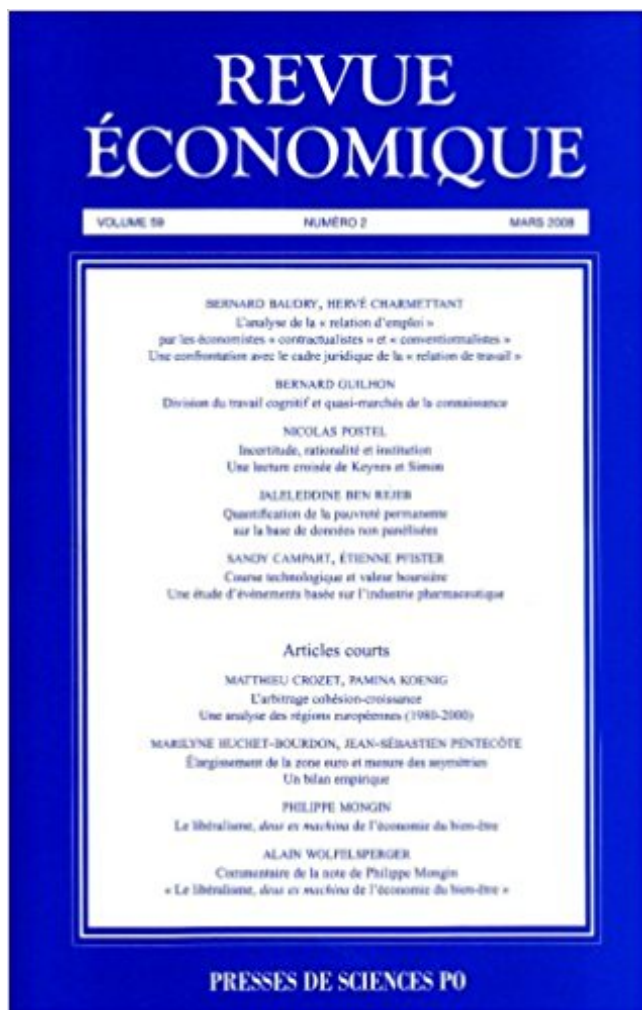 REVUE
ÉCONOMIQUE
VOLUME 59 NUMÉRO 2 MARS 2008
BERNARD BAUDRY, HERVÉ CHARMETTANT
L'analyse de la « relation d'emploi »
par les économistes « contractualistes » et « conventionnalistes »
Une confrontation avec le cadre juridique de la « relation de travail »
BERNARD GUILHON
Division du travail cognitif et quasi-marchés de la connaissance
NICOLAS POSTEL
Incertitude, rationalité et institution
Une lecture croisée de Keynes et Simon
JALELEDDINE BEN REJEB
Quantification de la pauvreté permanente
sur la base de données non panélisées
SANDY CAMPART, ÉTIENNE PFISTER
Course technologique et valeur boursière
Une étude d'événements basée sur l'industrie pharmaceutique
Articles courts
MATTHIEU CROZET, PAMINA KOENIG
L'arbitrage cohésion-croissance
Une analyse des régions européennes (1980-2000)
MARILYNE HUCHET-BOURDON, JEAN-SÉBASTIEN PENTECÔTE
Élargissement de la zone euro et mesure des asymétries
Un bilan empirique
PHILIPPE MONGIN
Le libéralisme, deus ex machina de l'économie du bien-être
ALAIN WOLFELSPERGER
Commentaire de la note de Philippe Mongin
« Le libéralisme, deus ex machina de l'économie du bien-être »
PRESSES DE SCIENCES PO